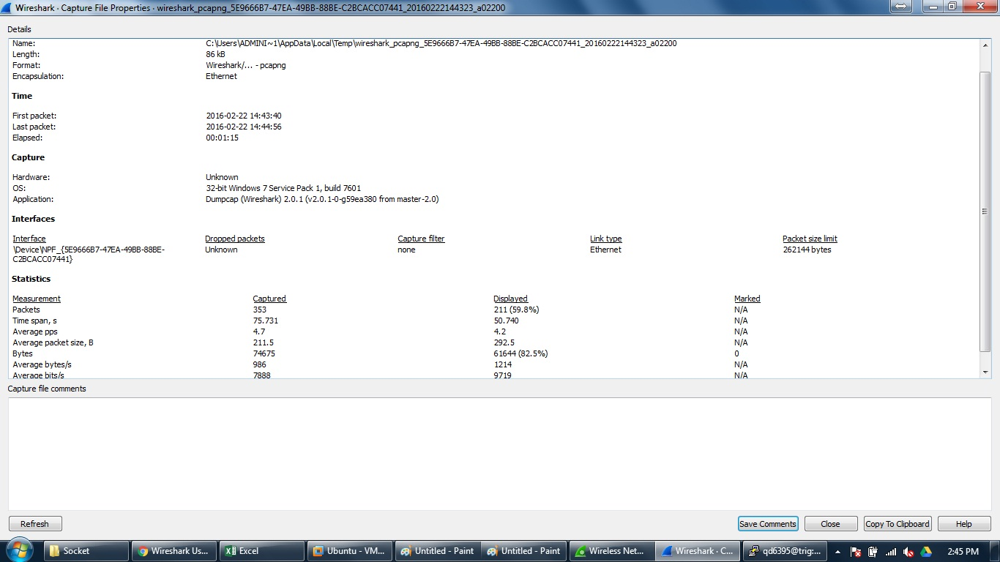 Wireshark · Capture File Properties · wireshark_pcapng_5E9666B7-47EA-49BB-88BE-C2BCACC07441_20160222144323_a02200
Details
Name: C:\Users\ADMINI~1\AppData\Local\Temp\wireshark_pcapng_5E9666B7-47EA-49BB-88BE-C2BCACC07441_20160222144323_a02200
Length: 86 kB
Format: Wireshark/... - pcapng
Encapsulation: Ethernet
Time
First packet: 2016-02-22 14:43:40
Last packet: 2016-02-22 14:44:56
Elapsed: 00:01:15
Capture
Hardware: Unknown
OS: 32-bit Windows 7 Service Pack 1, build 7601
Application: Dumpcap (Wireshark) 2.0.1 (v2.0.1-0-g59ea380 from master-2.0)
Interfaces
Interface Dropped packets Capture filter Link type Packet size limit
\Device\NPF_{5E9666B7-47EA-49BB-88BE- Unknown none Ethernet 262144 bytes
C2BCACC07441}
Statistics
Measurement Captured Displayed Marked
Packets 353 211 (59.8%) N/A
Time span, s 75.731 50.740 N/A
Average pps 4.7 4.2 N/A
Average packet size, B 211.5 292.5 N/A
Bytes 74675 61644 (82.5%) 0
Average bytes/s 986 1214 N/A
Average bits/s 7888 9719 N/A
Capture file comments
Refresh Save Comments Close Copy To Clipboard Help
Socket Wireshark Us... Excel Ubuntu - VM... Untitled - Paint Untitled - Paint Wireless Net... Wireshark · C... qd6395@trig:... 2:45 PM